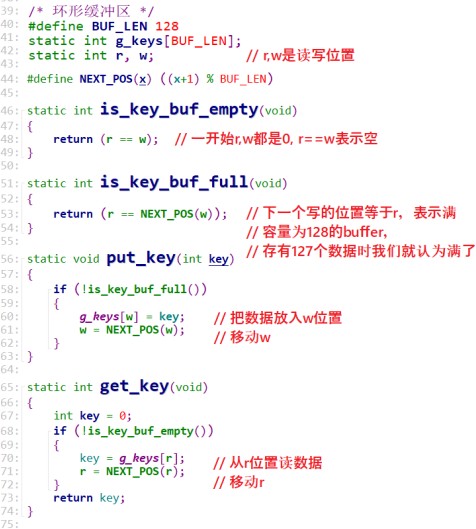 39: /* 环形缓冲区 */
40: #define BUF_LEN 128
41: static int g_keys[BUF_LEN];
42: static int r, w; // r,w是读写位置
43:
44: #define NEXT_POS(x) ((x+1) % BUF_LEN)
45:
46: static int is_key_buf_empty(void)
47: {
48: return (r == w); // 一开始r,w都是0, r==w表示空
49: }
50:
51: static int is_key_buf_full(void)
52: {
53: return (r == NEXT_POS(w)); // 下一个写的位置等于r，表示满
54: } // 容量为128的buffer,
55: // 存有127个数据时我们就认为满了
56: static void put_key(int key)
57: {
58: if (!is_key_buf_full())
59: {
60: g_keys[w] = key; // 把数据放入w位置
61: w = NEXT_POS(w); // 移动w
62: }
63: }
64:
65: static int get_key(void)
66: {
67: int key = 0;
68: if (!is_key_buf_empty())
69: {
70: key = g_keys[r]; // 从r位置读数据
71: r = NEXT_POS(r); // 移动r
72: }
73: return key;
74: }
75: